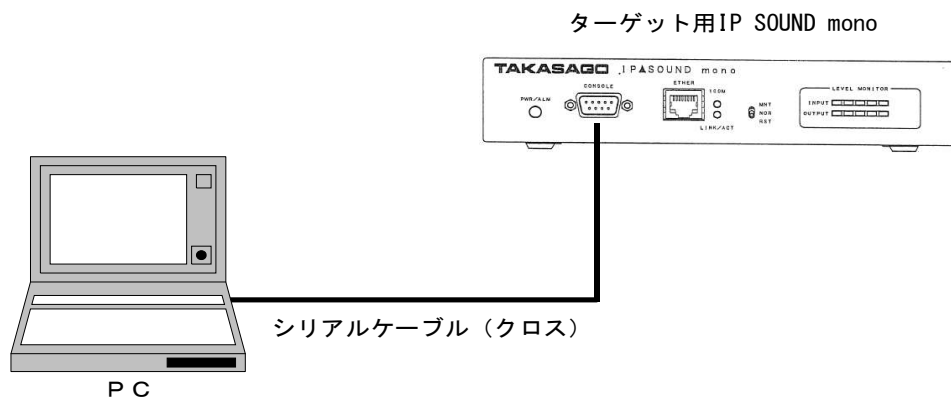 ターゲット用IP SOUND mono
TAKASAGO IP▲SOUND mono
CONSOLE
ETHER
PWR/ALM
100M
LINK/ACT
MNT
NOR
RST
LEVEL MONITOR
INPUT
OUTPUT
シリアルケーブル（クロス）
ＰＣ